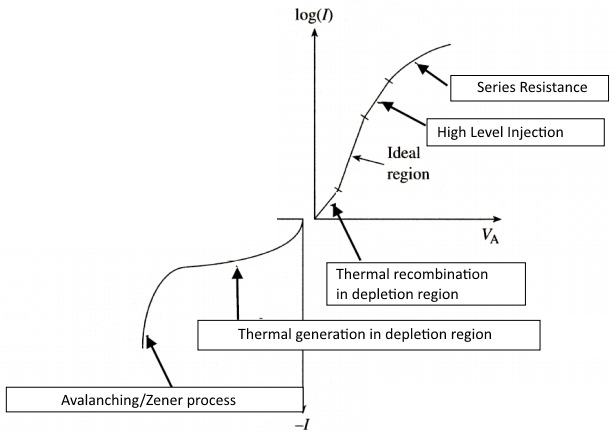 log(I)
Series Resistance
High Level Injection
Ideal
region
V_A
Thermal recombination
in depletion region
Thermal generation in depletion region
Avalanching/Zener process
–I